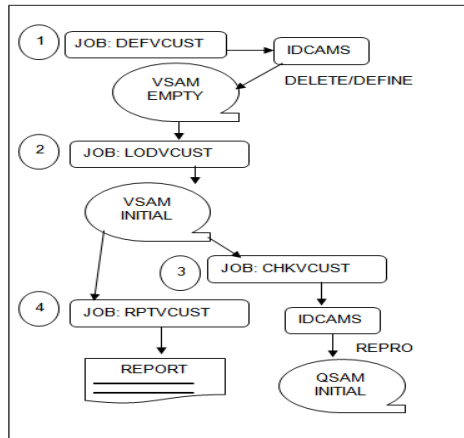 1
JOB: DEFVCUST
IDCAMS
DELETE/DEFINE
VSAM
EMPTY
2
JOB: LODVCUST
VSAM
INITIAL
3
JOB: CHKVCUST
4
JOB: RPTVCUST
IDCAMS
REPRO
REPORT
QSAM
INITIAL